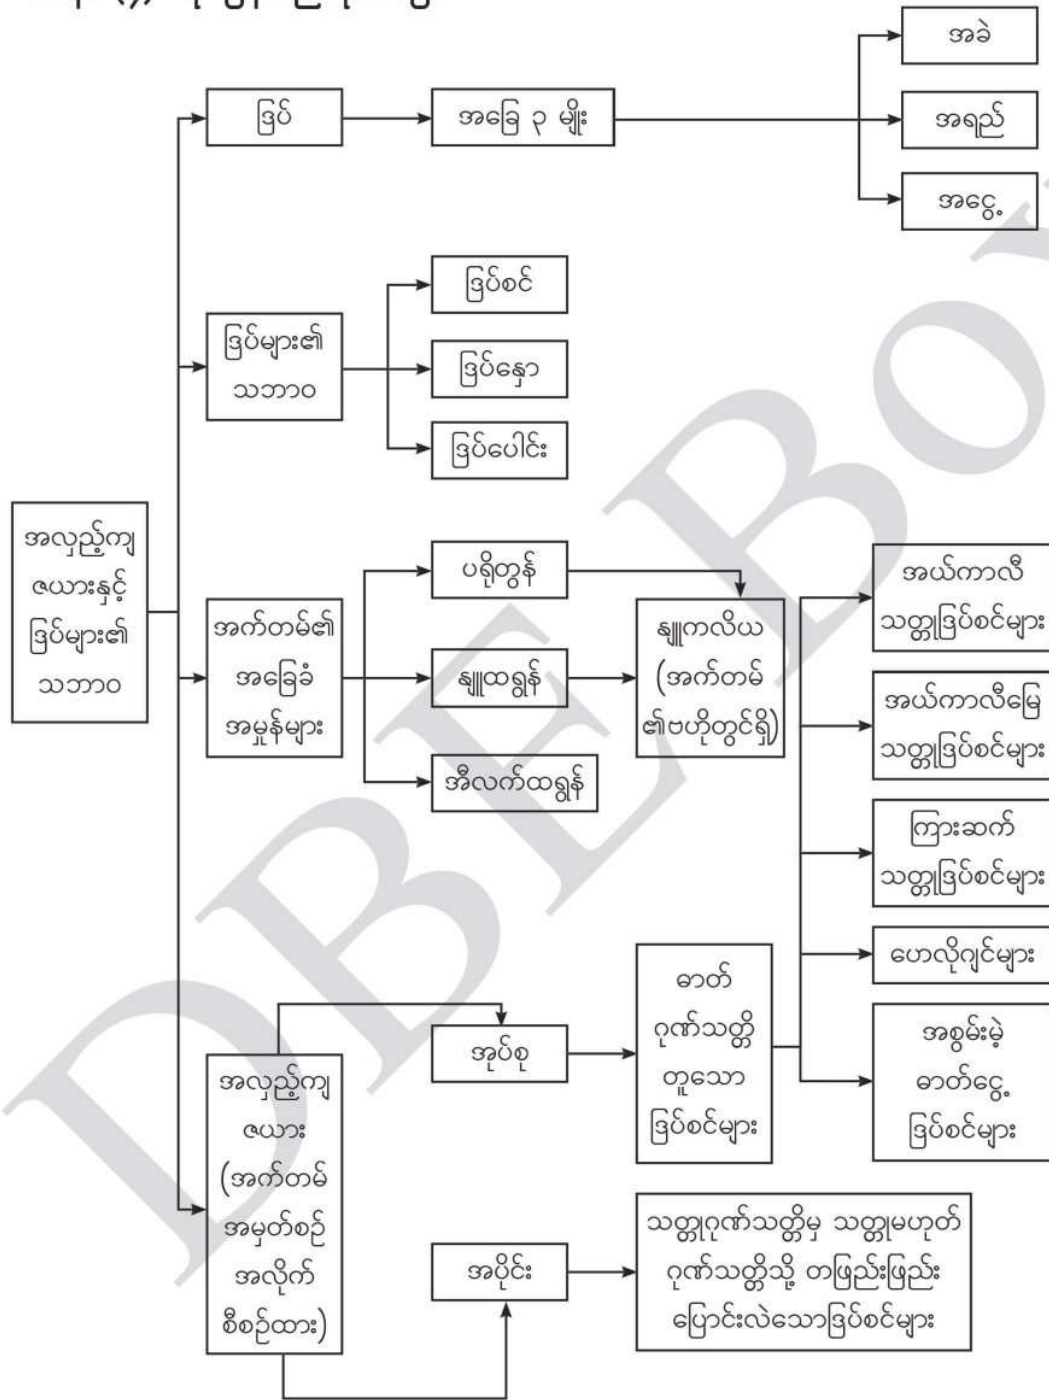 အခဲ
ဒြပ်
အခြေ ၃ မျိုး
အရည်
အငွေ့
ဒြပ်များ၏
သဘာဝ
ဒြပ်စင်
ဒြပ်နှော
ဒြပ်ပေါင်း
အလှည့်ကျ
ဇယားနှင့်
ဒြပ်များ၏
သဘာဝ
အက်တမ်၏
အခြေခံ
အမှုန်များ
ပရိုတွန်
နျူထရွန်
အီလက်ထရွန်
နျူကလိယ
(အက်တမ်
၏ဗဟိုတွင်ရှိ)
အယ်ကာလီ
သတ္တုဒြပ်စင်များ
အယ်ကာလီမြေ
သတ္တုဒြပ်စင်များ
ကြားဆက်
သတ္တုဒြပ်စင်များ
ဟေလိုဂျင်များ
အစွမ်းမဲ့
ဓာတ်ငွေ့
ဒြပ်စင်များ
အလှည့်ကျ
ဇယား
(အက်တမ်
အမှတ်စဉ်
အလိုက်
စီစဉ်ထား)
အုပ်စု
ဓာတ်
ဂုဏ်သတ္တိ
တူသော
ဒြပ်စင်များ
အပိုင်း
သတ္တုဂုဏ်သတ္တိမှ သတ္တုမဟုတ်
ဂုဏ်သတ္တိသို့ တဖြည်းဖြည်း
ပြောင်းလဲသောဒြပ်စင်များ
DBE Bo